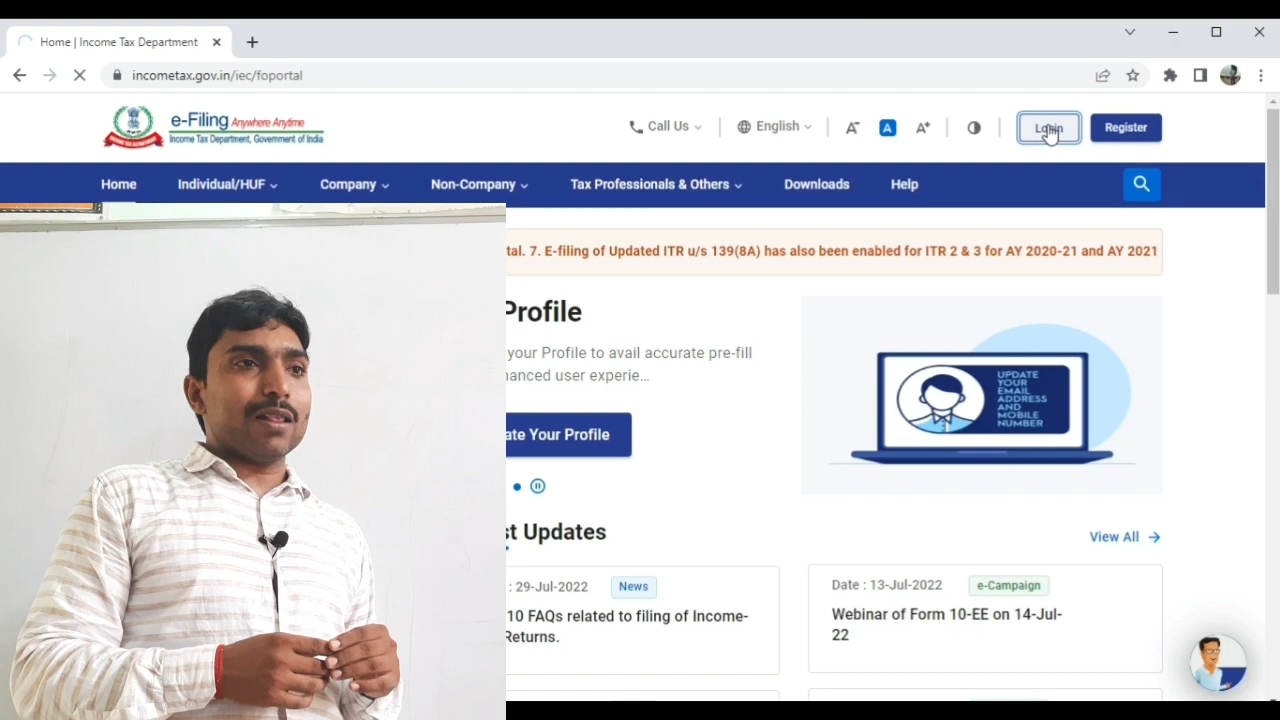 Home | Income Tax Department
incometax.gov.in/iec/foportal
e-Filing Anywhere Anytime
Income Tax Department, Government of India
Call Us
English
A-
A
A+
Login
Register
Home
Individual/HUF
Company
Non-Company
Tax Professionals & Others
Downloads
Help
tal. 7. E-filing of Updated ITR u/s 139(8A) has also been enabled for ITR 2 & 3 for AY 2020-21 and AY 2021
Profile
your Profile to avail accurate pre-fill
hanced user experie...
ate Your Profile
UPDATE
YOUR
EMAIL
ADDRESS
AND
MOBILE
NUMBER
st Updates
View All
: 29-Jul-2022 News
10 FAQs related to filing of Income-
Returns.
Date : 13-Jul-2022 e-Campaign
Webinar of Form 10-EE on 14-Jul-
22